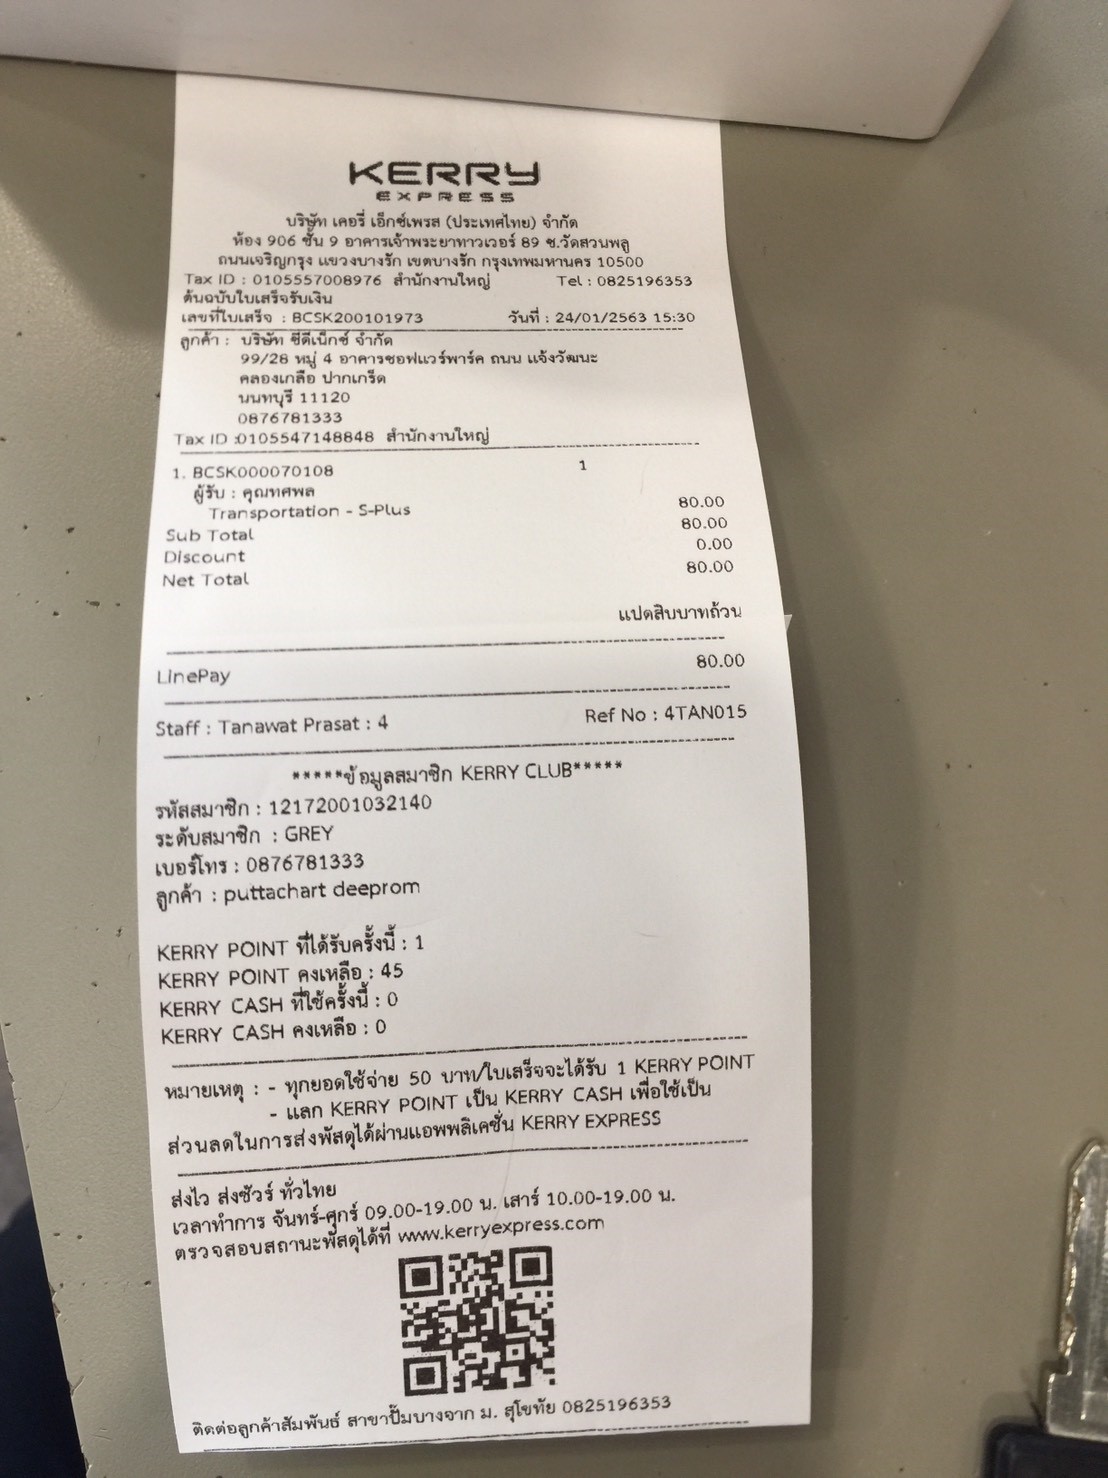 KERRY
EXPRESS
บริษัท เคอรี่ เอ็กซ์เพรส (ประเทศไทย) จำกัด
ห้อง 906 ชั้น 9 อาคารเจ้าพระยาทาวเวอร์ 89 ซ.วัดสวนพลู
ถนนเจริญกรุง แขวงบางรัก เขตบางรัก กรุงเทพมหานคร 10500
Tax ID : 0105557008976 สำนักงานใหญ่ Tel : 0825196353
ต้นฉบับใบเสร็จรับเงิน
เลขที่ใบเสร็จ : BCSK200101973 วันที่ : 24/01/2563 15:30
ลูกค้า : บริษัท ซีดีเน็กซ์ จำกัด
99/28 หมู่ 4 อาคารซอฟแวร์พาร์ค ถนน แจ้งวัฒนะ
คลองเกลือ ปากเกร็ด
นนทบุรี 11120
0876781333
Tax ID :0105547148848 สำนักงานใหญ่
1. BCSK000070108 1
ผู้รับ : คุณทศพล
Transportation - S-Plus 80.00
Sub Total 80.00
Discount 0.00
Net Total 80.00
แปดสิบบาทถ้วน
LinePay 80.00
Staff : Tanawat Prasat : 4 Ref No : 4TAN015
*****ข้อมูลสมาชิก KERRY CLUB*****
รหัสสมาชิก : 12172001032140
ระดับสมาชิก : GREY
เบอร์โทร : 0876781333
ลูกค้า : puttachart deeprom
KERRY POINT ที่ได้รับครั้งนี้ : 1
KERRY POINT คงเหลือ : 45
KERRY CASH ที่ใช้ครั้งนี้ : 0
KERRY CASH คงเหลือ : 0
หมายเหตุ : - ทุกยอดใช้จ่าย 50 บาท/ใบเสร็จจะได้รับ 1 KERRY POINT
- แลก KERRY POINT เป็น KERRY CASH เพื่อใช้เป็น
ส่วนลดในการส่งพัสดุได้ผ่านแอพพลิเคชั่น KERRY EXPRESS
ส่งไว ส่งชัวร์ ทั่วไทย
เวลาทำการ จันทร์-ศุกร์ 09.00-19.00 น. เสาร์ 10.00-19.00 น.
ตรวจสอบสถานะพัสดุได้ที่ www.kerryexpress.com
ติดต่อลูกค้าสัมพันธ์ สาขาปั๊มบางจาก ม. สุโขทัย 0825196353